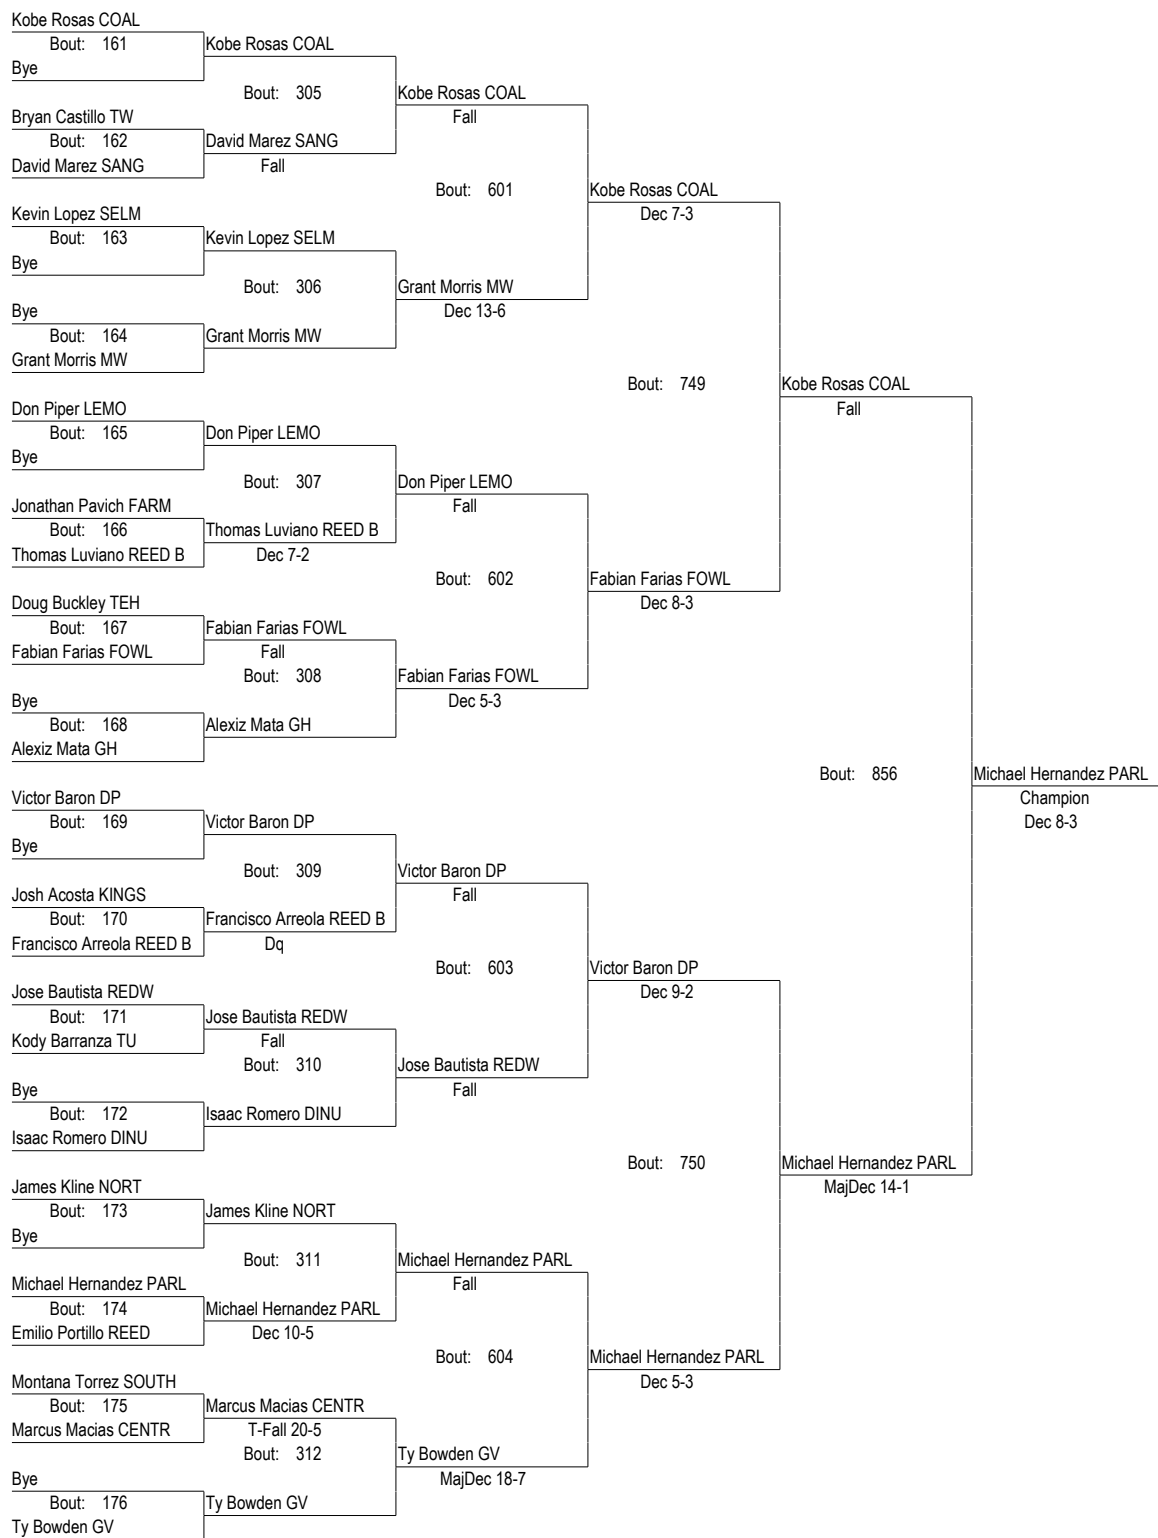 Kobe Rosas COAL
Bout: 161
Kobe Rosas COAL
Bye
Bout: 305
Kobe Rosas COAL
Bryan Castillo TW
Fall
Bout: 162
David Marez SANG
David Marez SANG
Fall
Bout: 601
Kobe Rosas COAL
Kevin Lopez SELM
Dec 7-3
Bout: 163
Kevin Lopez SELM
Bye
Bout: 306
Grant Morris MW
Bye
Dec 13-6
Bout: 164
Grant Morris MW
Grant Morris MW
Bout: 749
Kobe Rosas COAL
Don Piper LEMO
Fall
Bout: 165
Don Piper LEMO
Bye
Bout: 307
Don Piper LEMO
Jonathan Pavich FARM
Fall
Bout: 166
Thomas Luviano REED B
Thomas Luviano REED B
Dec 7-2
Bout: 602
Fabian Farias FOWL
Doug Buckley TEH
Dec 8-3
Bout: 167
Fabian Farias FOWL
Fabian Farias FOWL
Fall
Bout: 308
Fabian Farias FOWL
Bye
Dec 5-3
Bout: 168
Alexiz Mata GH
Alexiz Mata GH
Bout: 856
Michael Hernandez PARL
Victor Baron DP
Champion
Bout: 169
Victor Baron DP
Dec 8-3
Bye
Bout: 309
Victor Baron DP
Josh Acosta KINGS
Fall
Bout: 170
Francisco Arreola REED B
Francisco Arreola REED B
Dq
Bout: 603
Victor Baron DP
Jose Bautista REDW
Dec 9-2
Bout: 171
Jose Bautista REDW
Kody Barranza TU
Fall
Bout: 310
Jose Bautista REDW
Bye
Fall
Bout: 172
Isaac Romero DINU
Isaac Romero DINU
Bout: 750
Michael Hernandez PARL
James Kline NORT
MajDec 14-1
Bout: 173
James Kline NORT
Bye
Bout: 311
Michael Hernandez PARL
Michael Hernandez PARL
Fall
Bout: 174
Michael Hernandez PARL
Emilio Portillo REED
Dec 10-5
Bout: 604
Michael Hernandez PARL
Montana Torrez SOUTH
Dec 5-3
Bout: 175
Marcus Macias CENTR
Marcus Macias CENTR
T-Fall 20-5
Bout: 312
Ty Bowden GV
Bye
MajDec 18-7
Bout: 176
Ty Bowden GV
Ty Bowden GV